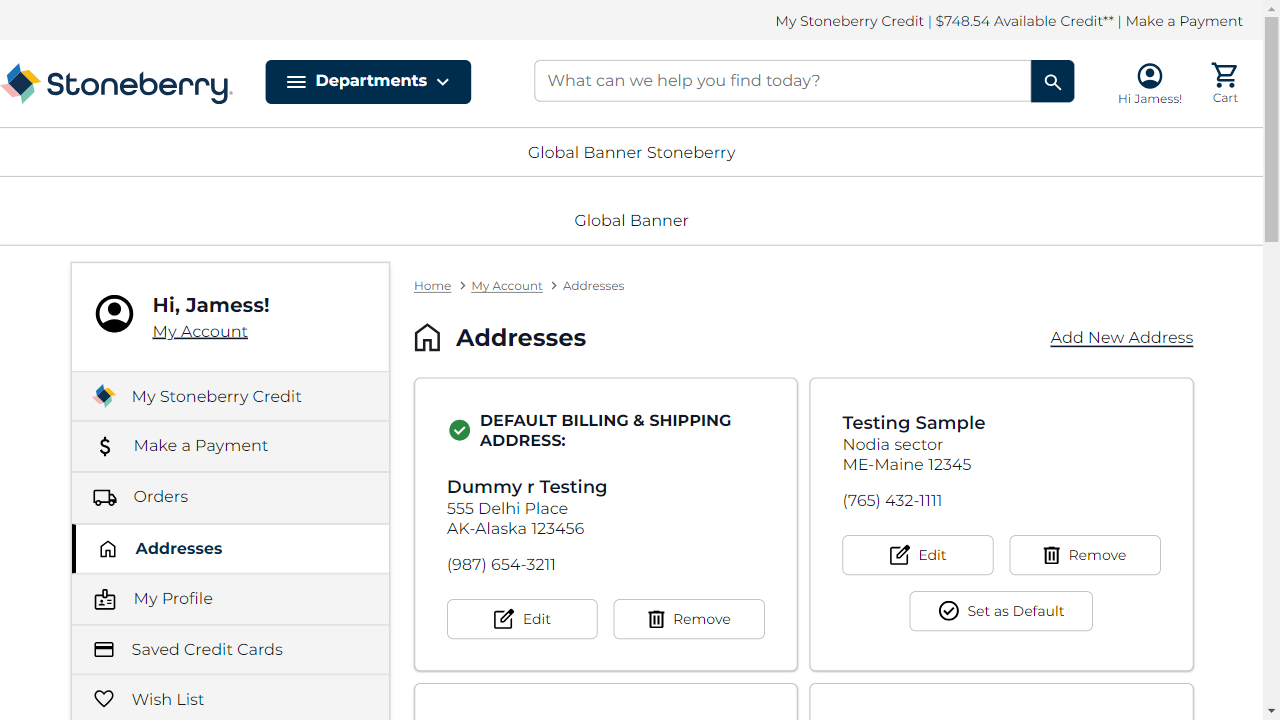 My Stoneberry Credit | $748.54 Available Credit** | Make a Payment
Stoneberry
Departments
What can we help you find today?
Hi Jamess!
Cart
Global Banner Stoneberry
Global Banner
Hi, Jamess!
My Account
My Stoneberry Credit
Make a Payment
Orders
Addresses
My Profile
Saved Credit Cards
Wish List
Home > My Account > Addresses
Addresses
Add New Address
DEFAULT BILLING & SHIPPING
ADDRESS:
Dummy r Testing
555 Delhi Place
AK-Alaska 123456
(987) 654-3211
Edit
Remove
Testing Sample
Nodia sector
ME-Maine 12345
(765) 432-1111
Edit
Remove
Set as Default